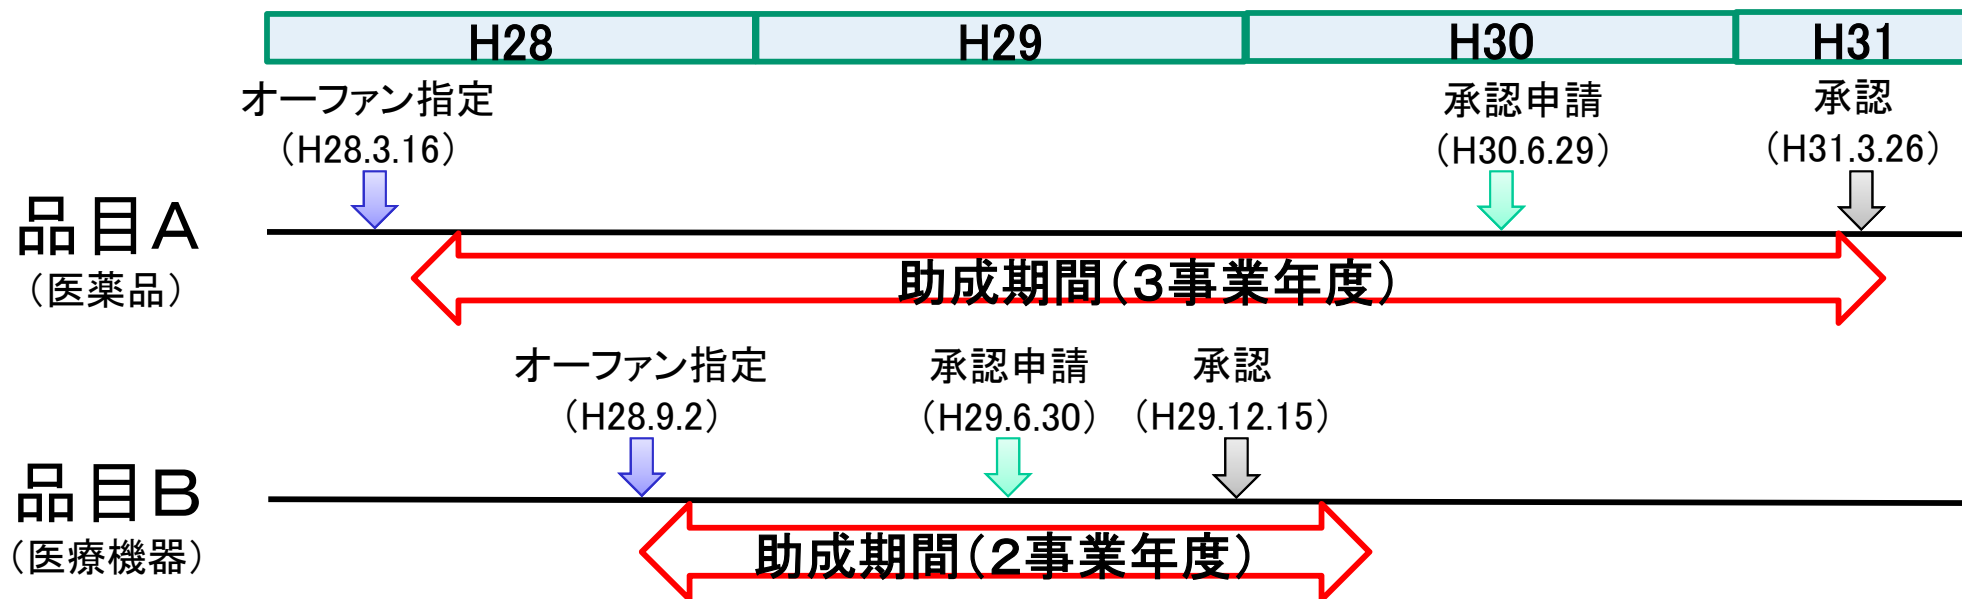 H28 H29 H30 H31
オーファン指定 承認申請 承認
（H28.3.16） （H30.6.29） （H31.3.26）
品目A
（医薬品）
助成期間（3事業年度）
オーファン指定 承認申請 承認
（H28.9.2） （H29.6.30） （H29.12.15）
品目B
（医療機器）
助成期間（2事業年度）